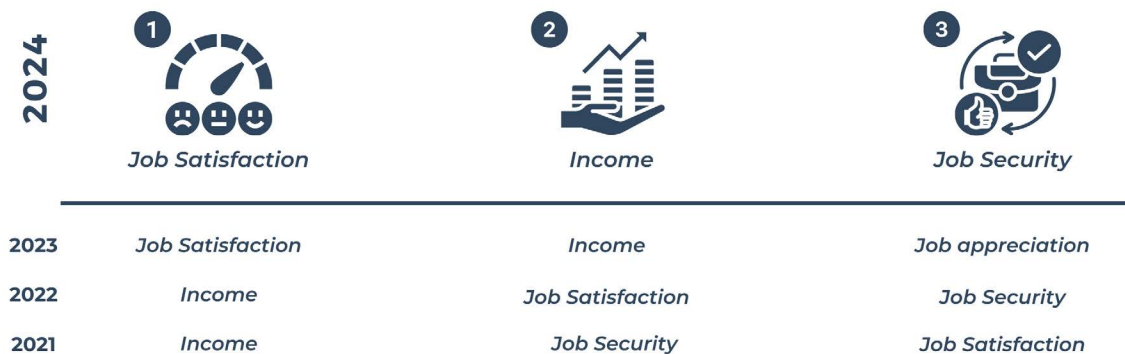 2024
1
2
3
Job Satisfaction
Income
Job Security
2023 Job Satisfaction Income Job appreciation
2022 Income Job Satisfaction Job Security
2021 Income Job Security Job Satisfaction